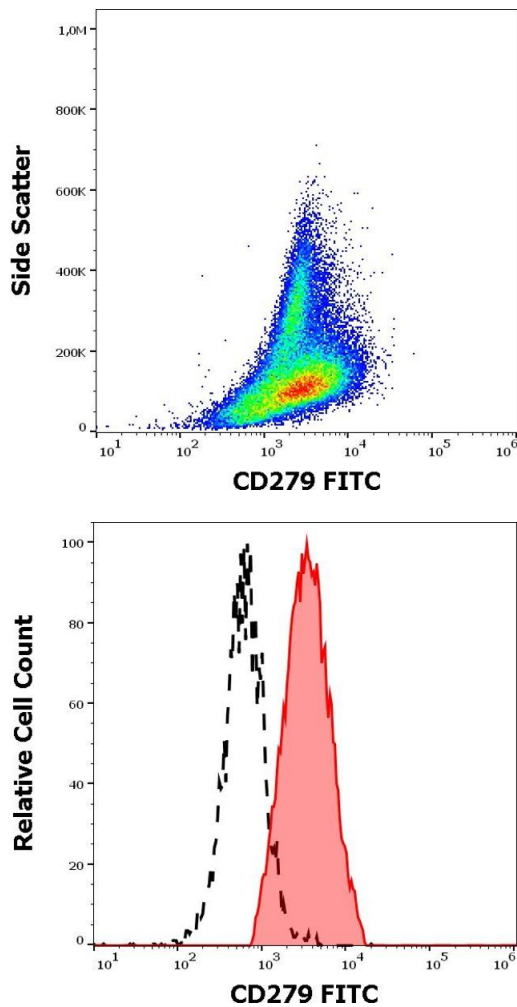 1,0M
800K
600K
400K
200K
0
Side Scatter
10¹ 10² 10³ 10⁴ 10⁵ 10⁶
CD279 FITC
100
80
60
40
20
0
Relative Cell Count
10¹ 10² 10³ 10⁴ 10⁵ 10⁶
CD279 FITC